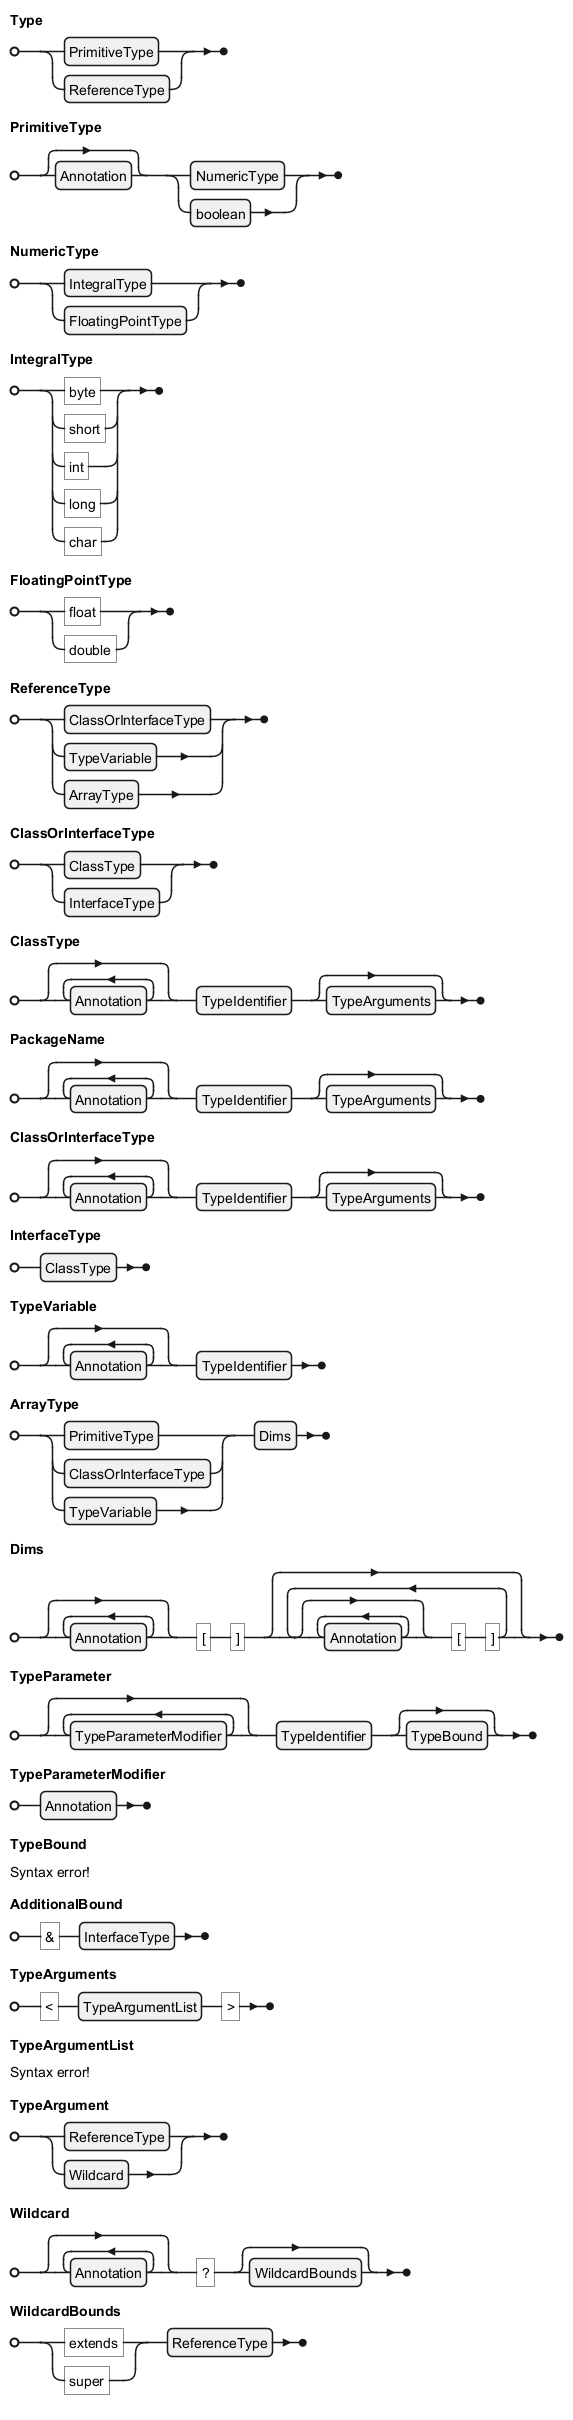 Type
PrimitiveType
ReferenceType
PrimitiveType
Annotation NumericType
boolean
NumericType
IntegralType
FloatingPointType
IntegralType
byte
short
int
long
char
FloatingPointType
float
double
ReferenceType
ClassOrInterfaceType
TypeVariable
ArrayType
ClassOrInterfaceType
ClassType
InterfaceType
ClassType
Annotation TypeIdentifier TypeArguments
PackageName
Annotation TypeIdentifier TypeArguments
ClassOrInterfaceType
Annotation TypeIdentifier TypeArguments
InterfaceType
ClassType
TypeVariable
Annotation TypeIdentifier
ArrayType
PrimitiveType Dims
ClassOrInterfaceType
TypeVariable
Dims
Annotation [ ] Annotation [ ]
TypeParameter
TypeParameterModifier TypeIdentifier TypeBound
TypeParameterModifier
Annotation
TypeBound
Syntax error!
AdditionalBound
& InterfaceType
TypeArguments
< TypeArgumentList >
TypeArgumentList
Syntax error!
TypeArgument
ReferenceType
Wildcard
Wildcard
Annotation ? WildcardBounds
WildcardBounds
extends ReferenceType
super